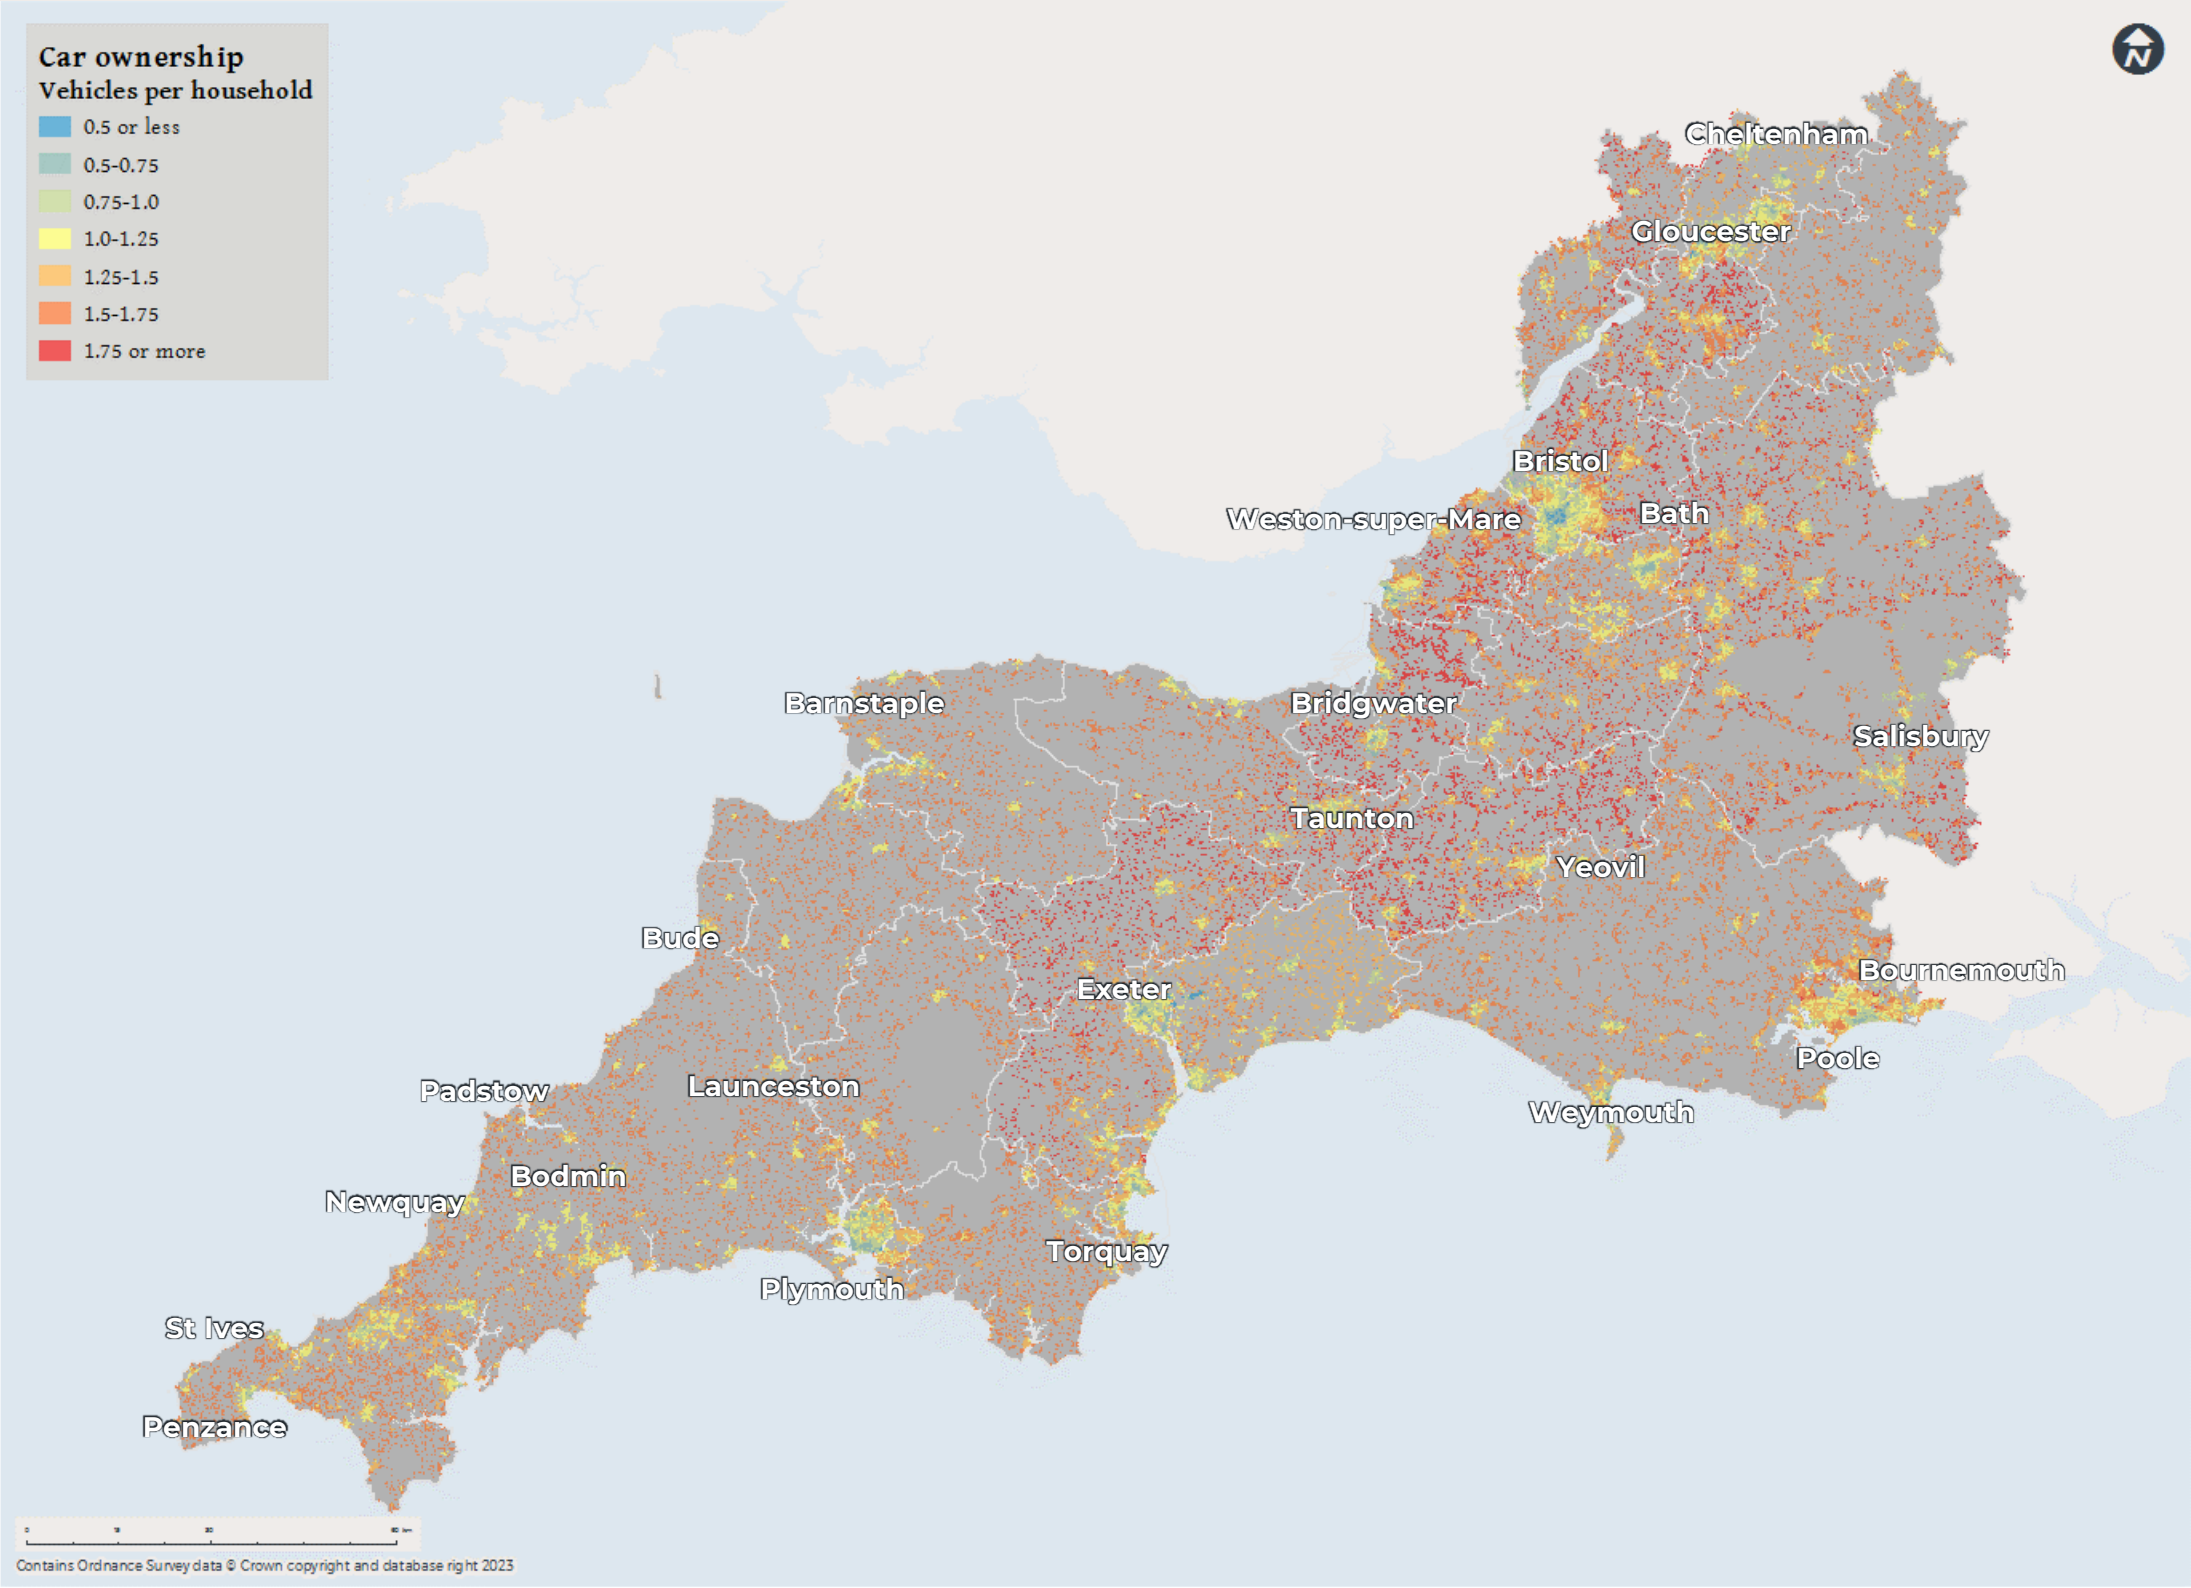 Car ownership
Vehicles per household
0.5 or less
0.5-0.75
0.75-1.0
1.0-1.25
1.25-1.5
1.5-1.75
1.75 or more
N
Cheltenham
Gloucester
Bristol
Weston-super-Mare
Bath
Barnstaple
Bridgwater
Salisbury
Taunton
Yeovil
Bude
Exeter
Bournemouth
Poole
Launceston
Padstow
Weymouth
Bodmin
Newquay
Torquay
Plymouth
St Ives
Penzance
Contains Ordnance Survey data © Crown copyright and database right 2023